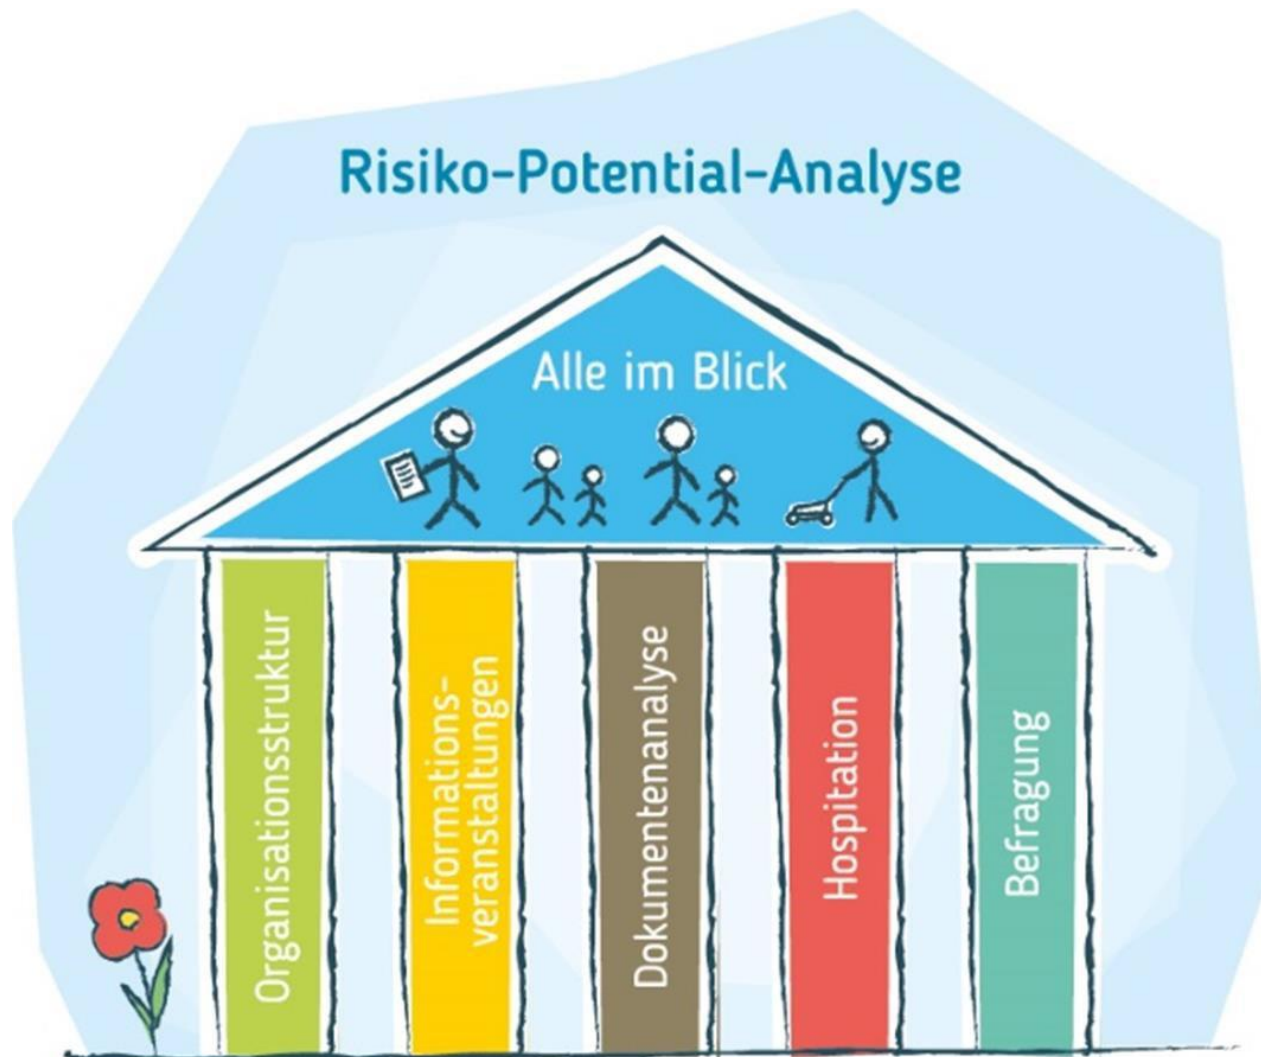 Risiko-Potential-Analyse
Alle im Blick
Organisationsstruktur
Informations-
veranstaltungen
Dokumentenanalyse
Hospitation
Befragung